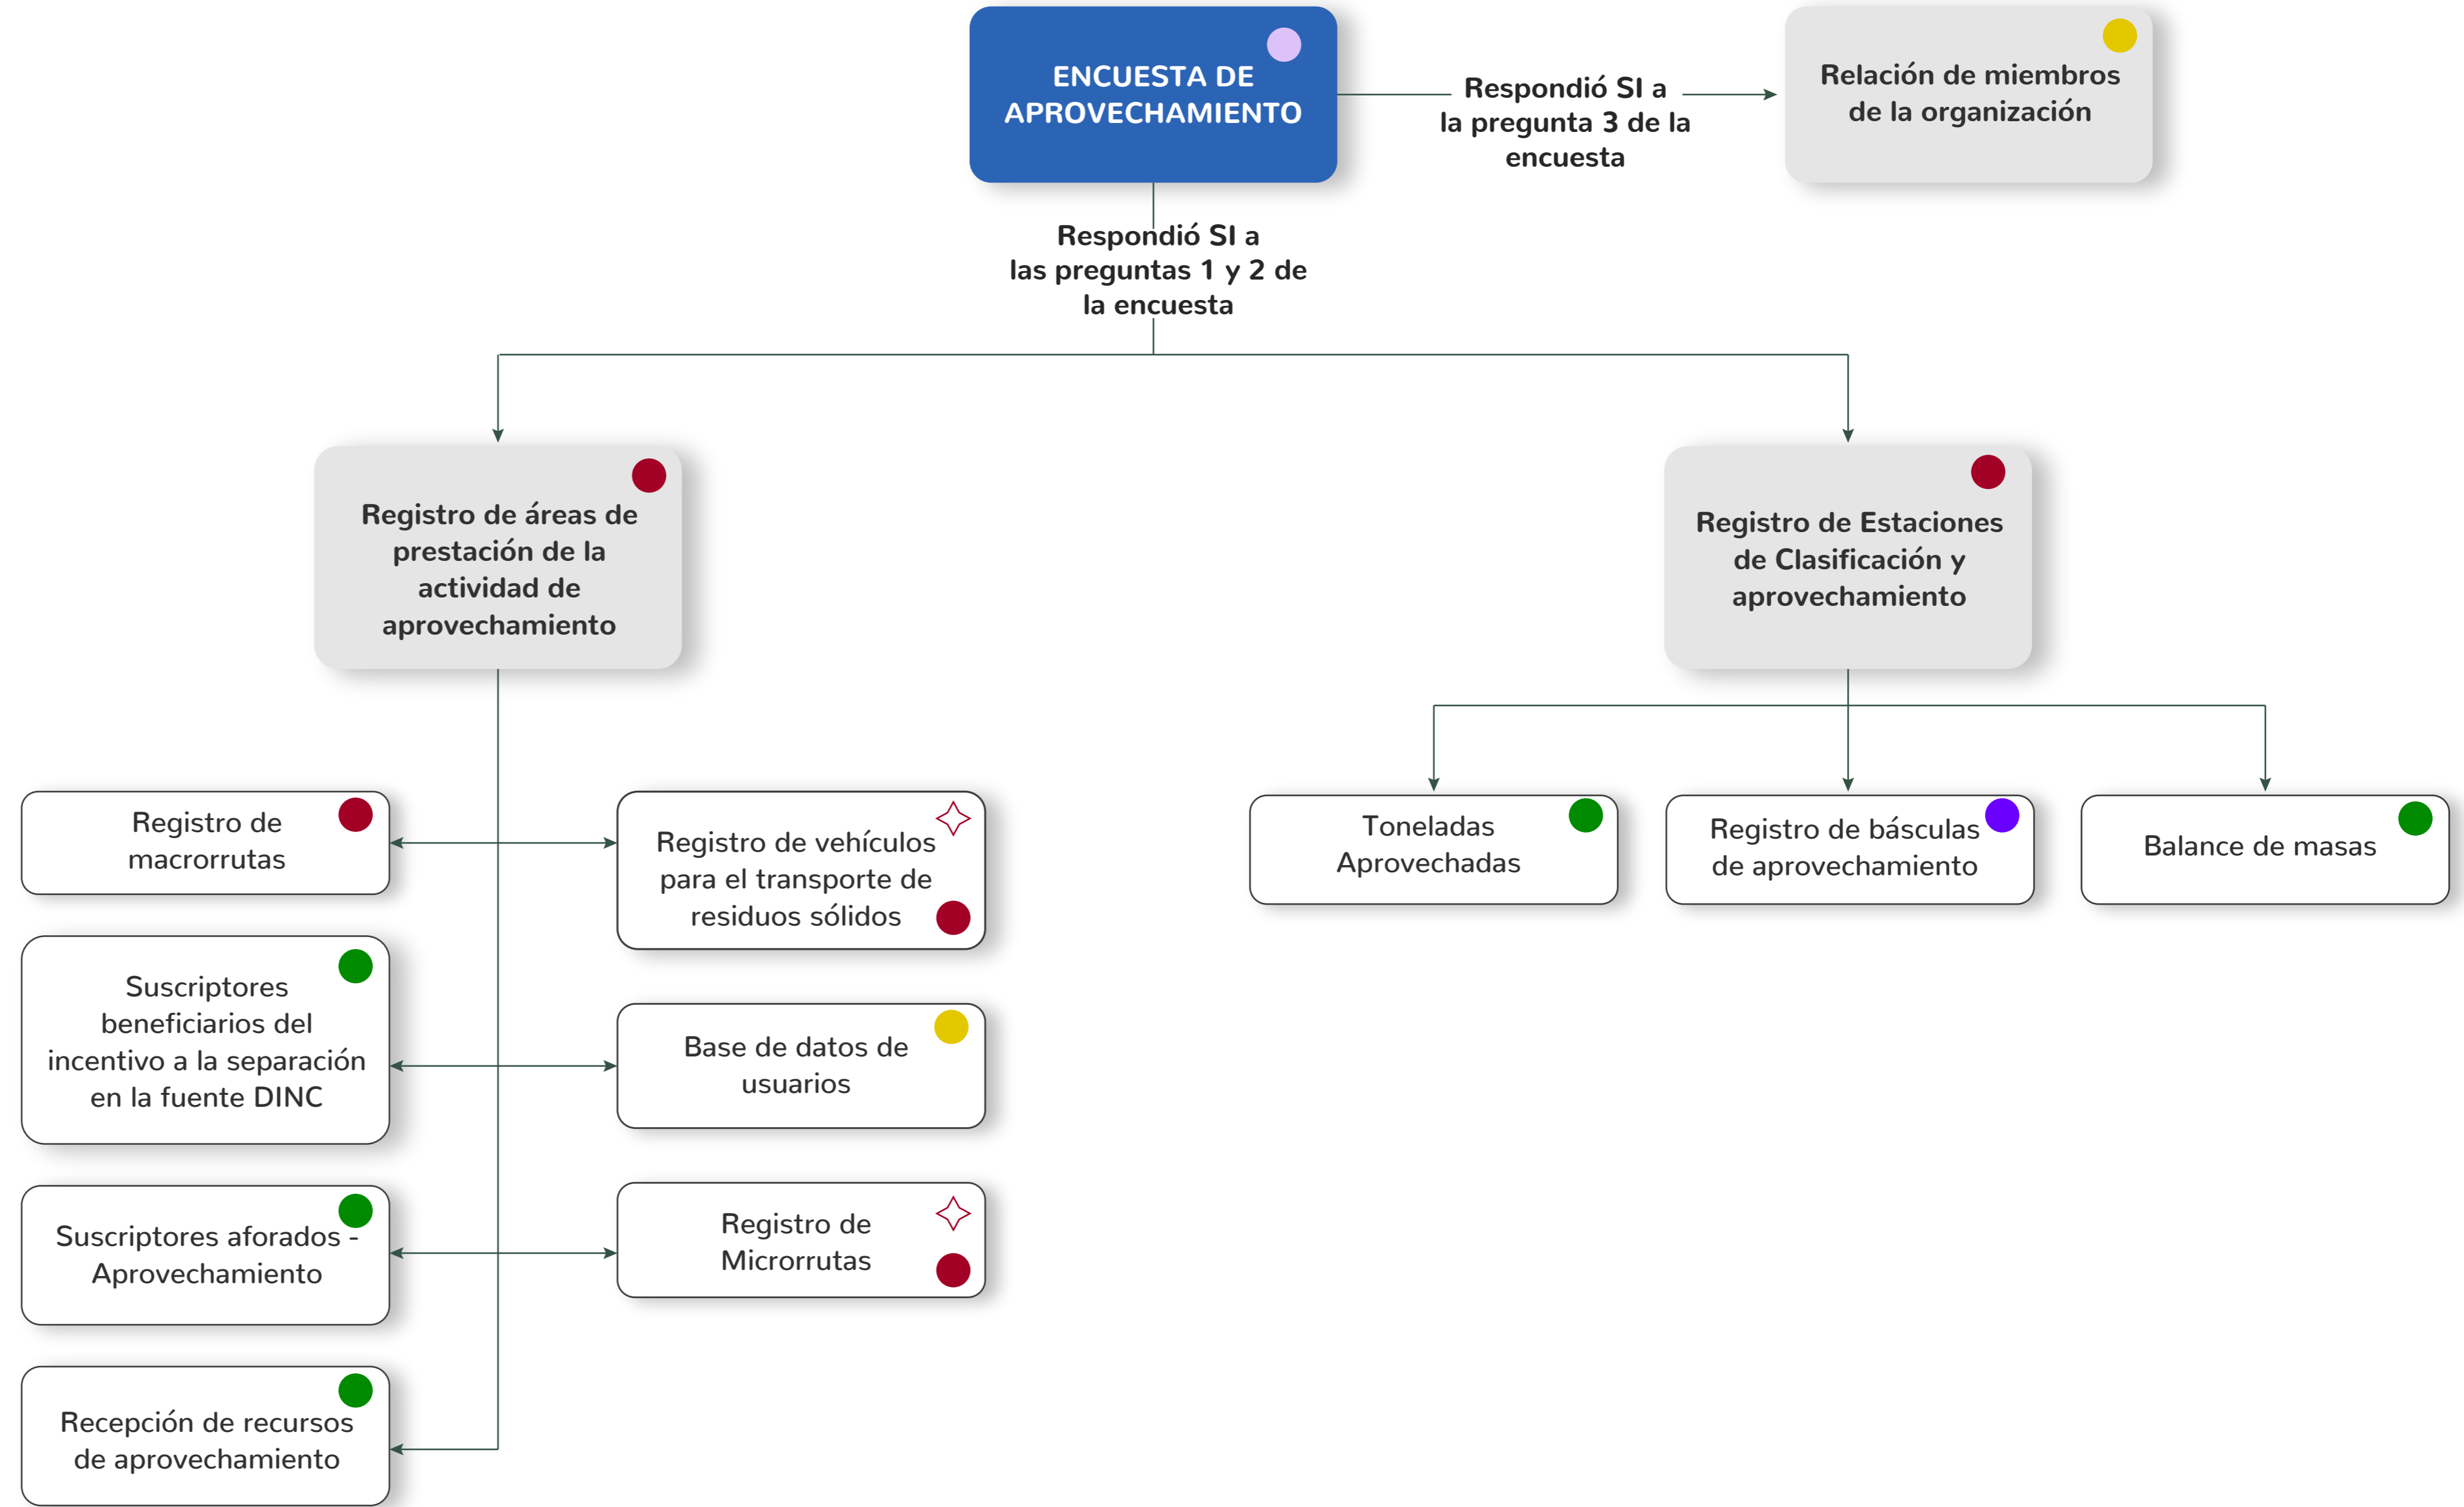 ENCUESTA DE
APROVECHAMIENTO
Respondió SI a
la pregunta 3 de la
encuesta
Relación de miembros
de la organización
Respondió SI a
las preguntas 1 y 2 de
la encuesta
Registro de áreas de
prestación de la
actividad de
aprovechamiento
Registro de Estaciones
de Clasificación y
aprovechamiento
Registro de
macrorrutas
Registro de vehículos
para el transporte de
residuos sólidos
Toneladas
Aprovechadas
Registro de básculas
de aprovechamiento
Balance de masas
Suscriptores
beneficiarios del
incentivo a la separación
en la fuente DINC
Base de datos de
usuarios
Suscriptores aforados -
Aprovechamiento
Registro de
Microrrutas
Recepción de recursos
de aprovechamiento